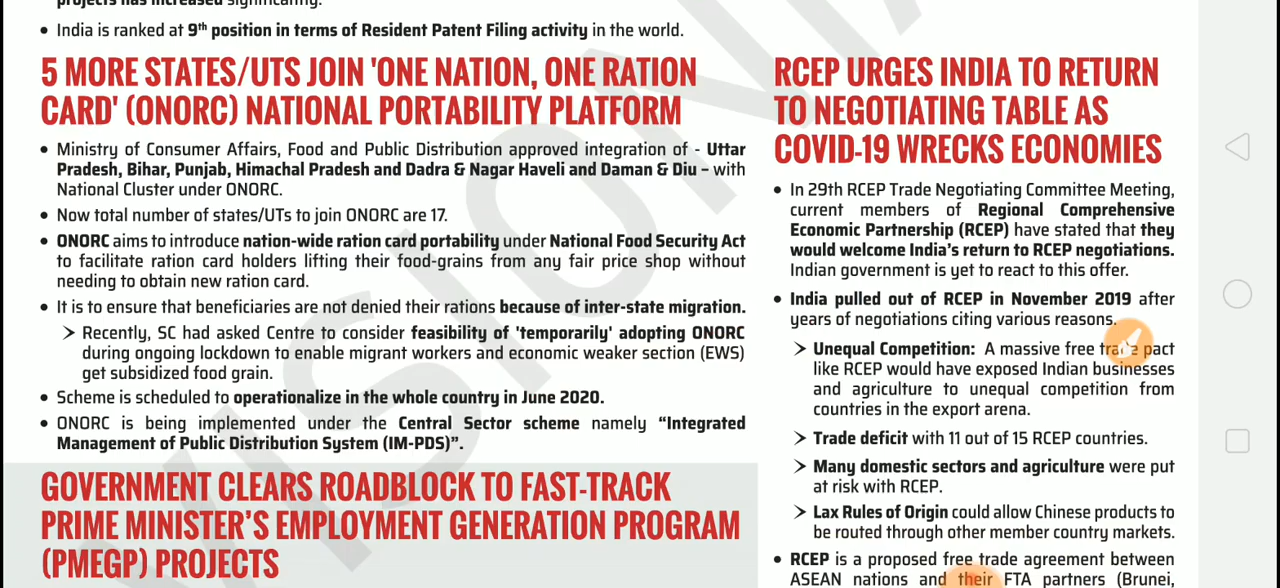 projects has increased significantly.
• India is ranked at 9th position in terms of Resident Patent Filing activity in the world.
5 MORE STATES/UTS JOIN 'ONE NATION, ONE RATION
CARD' (ONORC) NATIONAL PORTABILITY PLATFORM
• Ministry of Consumer Affairs, Food and Public Distribution approved integration of - Uttar
Pradesh, Bihar, Punjab, Himachal Pradesh and Dadra & Nagar Haveli and Daman & Diu – with
National Cluster under ONORC.
• Now total number of states/UTs to join ONORC are 17.
• ONORC aims to introduce nation-wide ration card portability under National Food Security Act
to facilitate ration card holders lifting their food-grains from any fair price shop without
needing to obtain new ration card.
• It is to ensure that beneficiaries are not denied their rations because of inter-state migration.
➢ Recently, SC had asked Centre to consider feasibility of 'temporarily' adopting ONORC
during ongoing lockdown to enable migrant workers and economic weaker section (EWS)
get subsidized food grain.
• Scheme is scheduled to operationalize in the whole country in June 2020.
• ONORC is being implemented under the Central Sector scheme namely “Integrated
Management of Public Distribution System (IM-PDS)”.
GOVERNMENT CLEARS ROADBLOCK TO FAST-TRACK
PRIME MINISTER’S EMPLOYMENT GENERATION PROGRAM
(PMEGP) PROJECTS
RCEP URGES INDIA TO RETURN
TO NEGOTIATING TABLE AS
COVID-19 WRECKS ECONOMIES
• In 29th RCEP Trade Negotiating Committee Meeting,
current members of Regional Comprehensive
Economic Partnership (RCEP) have stated that they
would welcome India’s return to RCEP negotiations.
Indian government is yet to react to this offer.
• India pulled out of RCEP in November 2019 after
years of negotiations citing various reasons.
➢ Unequal Competition: A massive free trade pact
like RCEP would have exposed Indian businesses
and agriculture to unequal competition from
countries in the export arena.
➢ Trade deficit with 11 out of 15 RCEP countries.
➢ Many domestic sectors and agriculture were put
at risk with RCEP.
➢ Lax Rules of Origin could allow Chinese products to
be routed through other member country markets.
• RCEP is a proposed free trade agreement between
ASEAN nations and their FTA partners (Brunei,